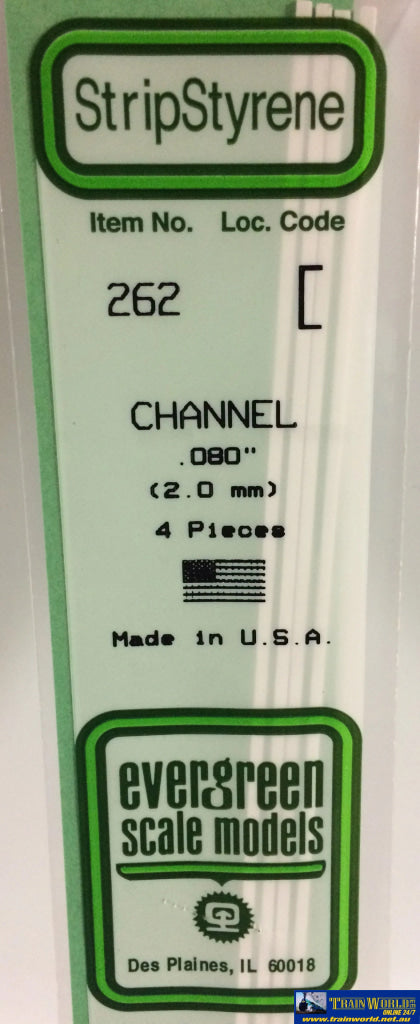 StripStyrene
Item No. Loc. Code
262 [
CHANNEL
.080"
(2.0 mm)
4 Pieces
Made in U.S.A.
evergreen
scale models
Des Plaines, IL 60018
TRAINWORLD
ONLINE 24/7
www.trainworld.net.au